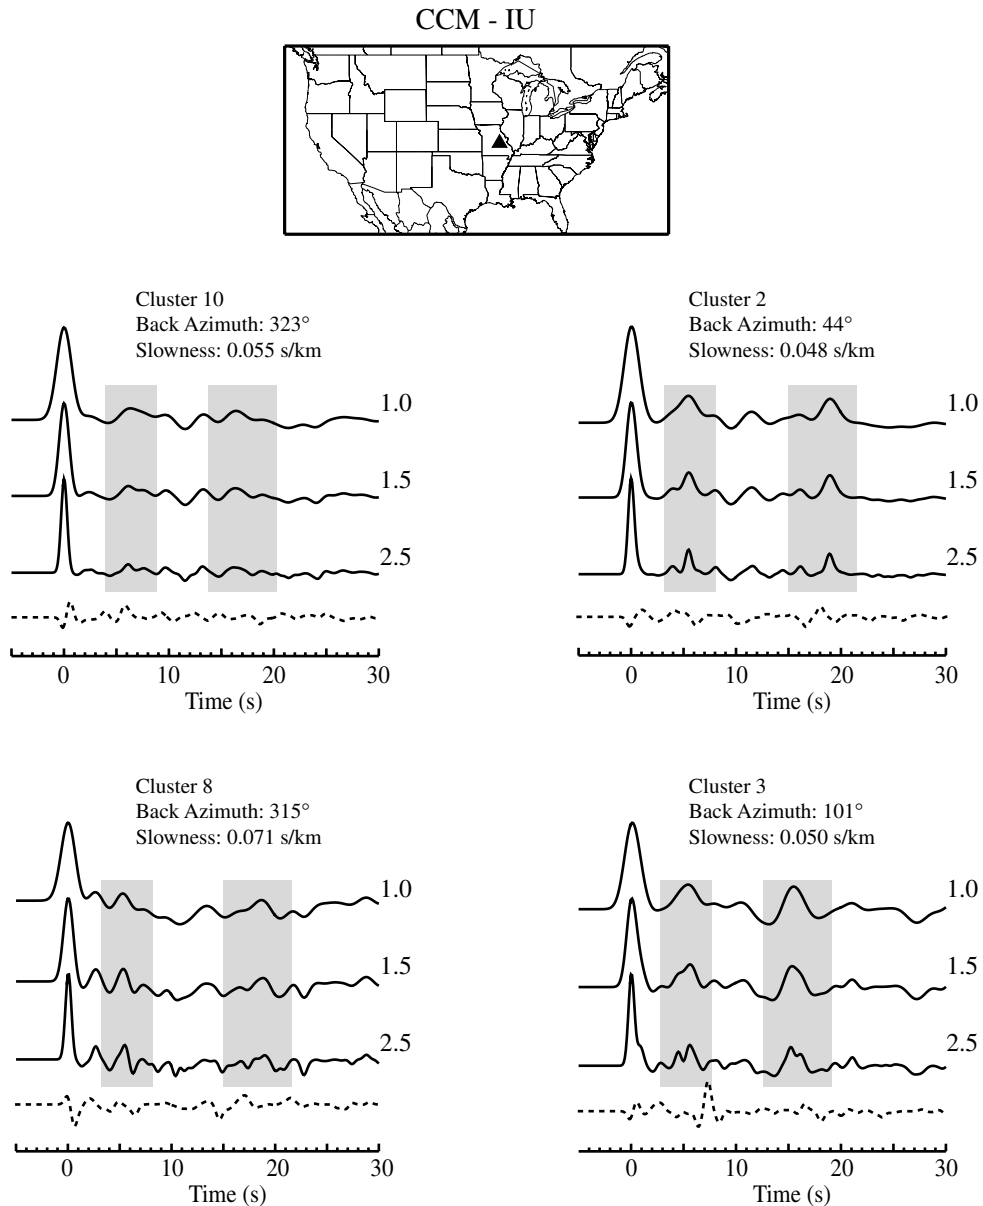 CCM - IU
Cluster 10
Back Azimuth: 323°
Slowness: 0.055 s/km
1.0
1.5
2.5
0 10 20 30
Time (s)
Cluster 2
Back Azimuth: 44°
Slowness: 0.048 s/km
1.0
1.5
2.5
0 10 20 30
Time (s)
Cluster 8
Back Azimuth: 315°
Slowness: 0.071 s/km
1.0
1.5
2.5
0 10 20 30
Time (s)
Cluster 3
Back Azimuth: 101°
Slowness: 0.050 s/km
1.0
1.5
2.5
0 10 20 30
Time (s)